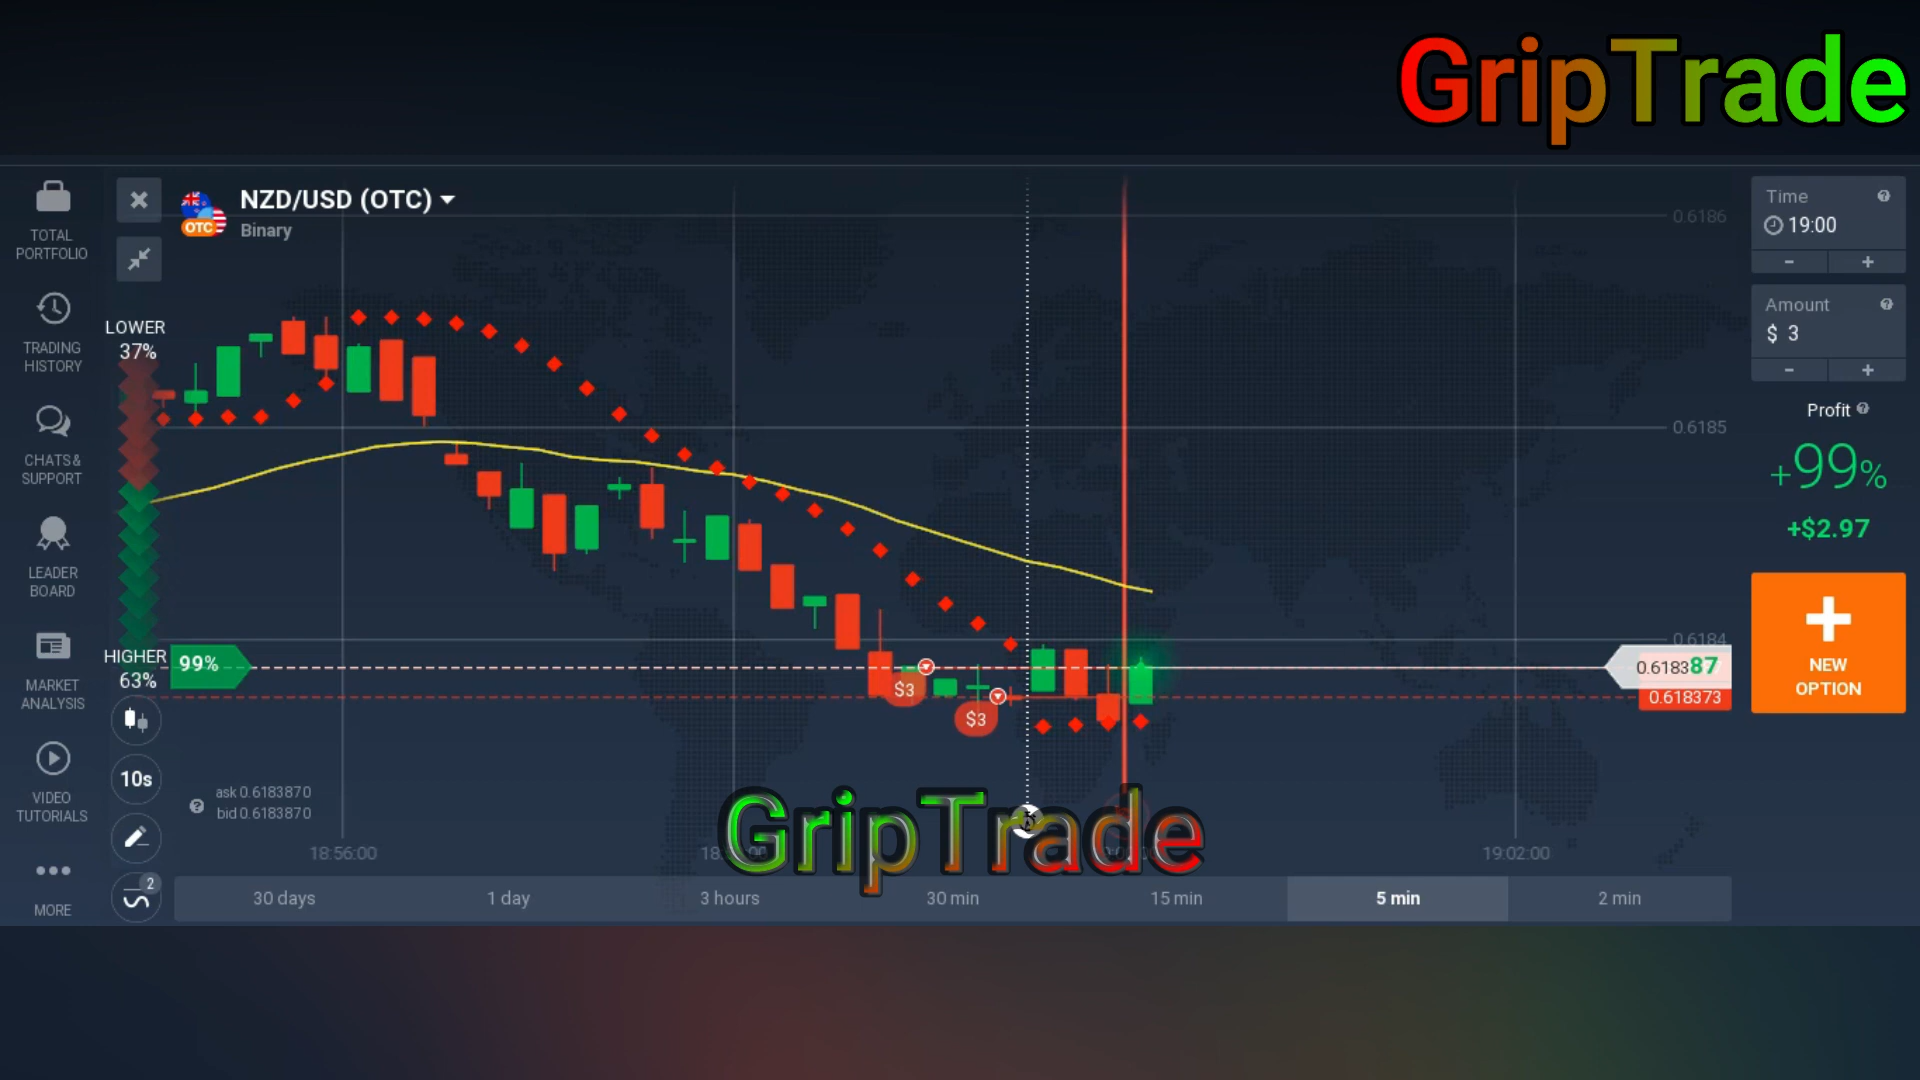 GripTrade
TOTAL
PORTFOLIO
TRADING
HISTORY
CHATS &
SUPPORT
LEADER
BOARD
MARKET
ANALYSIS
VIDEO
TUTORIALS
MORE
NZD/USD (OTC)
OTC
Binary
LOWER
37%
HIGHER
63%
99%
10s
2
$3
$3
ask 0.6183870
bid 0.6183870
0.6186
0.6185
0.6184
0.618387
0.618373
18:56:00
19:02:00
GripTrade
30 days
1 day
3 hours
30 min
15 min
5 min
2 min
Time
19:00
- +
Amount
$ 3
- +
Profit
+99%
+$2.97
NEW
OPTION